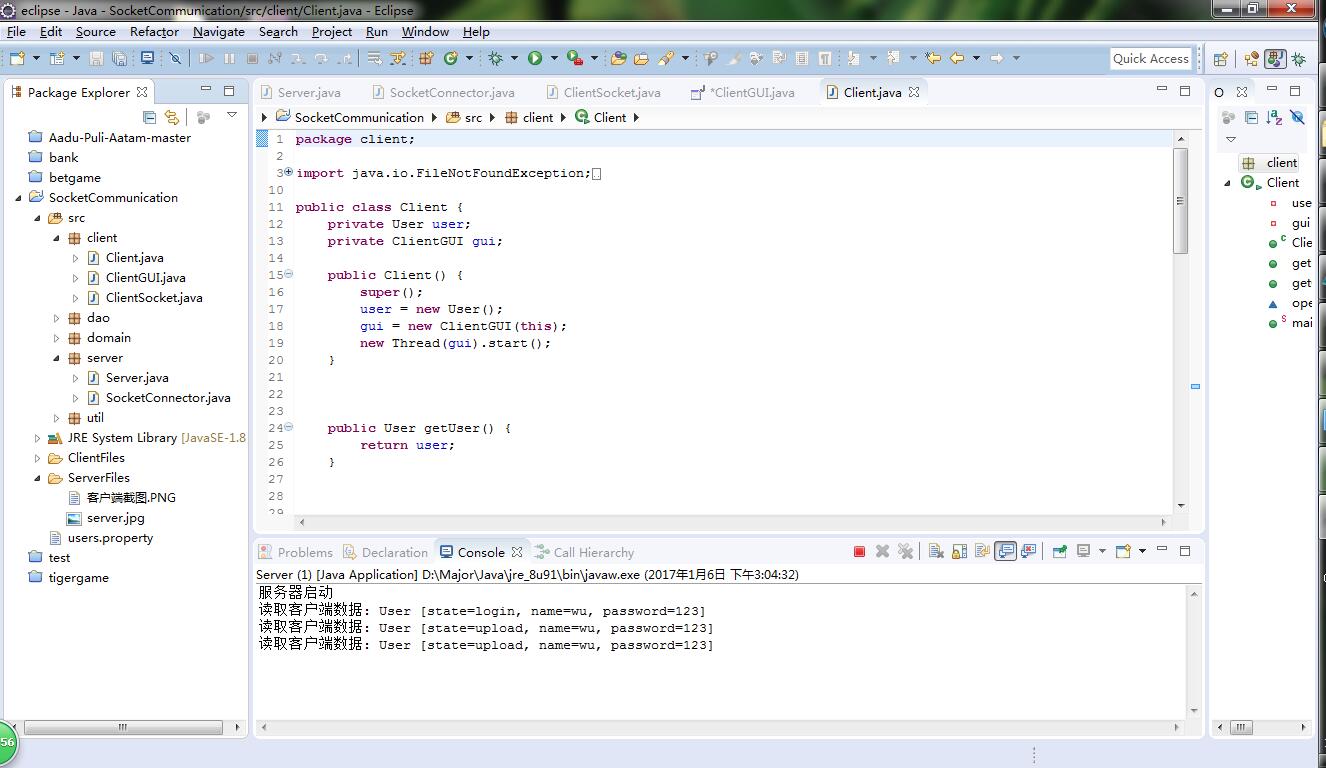 eclipse - Java - SocketCommunication/src/client/Client.java - Eclipse
File Edit Source Refactor Navigate Search Project Run Window Help
Quick Access
Package Explorer
Aadu-Puli-Aatam-master
bank
betgame
SocketCommunication
src
client
Client.java
ClientGUI.java
ClientSocket.java
dao
domain
server
Server.java
SocketConnector.java
util
JRE System Library [JavaSE-1.8
ClientFiles
ServerFiles
客户端截图.PNG
server.jpg
users.property
test
tigergame
Server.java SocketConnector.java ClientSocket.java *ClientGUI.java Client.java
SocketCommunication src client Client
1 package client;
2
3 import java.io.FileNotFoundException;
10
11 public class Client {
12 private User user;
13 private ClientGUI gui;
14
15 public Client() {
16 super();
17 user = new User();
18 gui = new ClientGUI(this);
19 new Thread(gui).start();
20 }
21
22
23
24 public User getUser() {
25 return user;
26 }
27
28
29
O
client
Client
use
gui
Clie
get
get
ope
mai
Problems Declaration Console Call Hierarchy
Server (1) [Java Application] D:\Major\Java\jre_8u91\bin\javaw.exe (2017年1月6日 下午3:04:32)
服务器启动
读取客户端数据: User [state=login, name=wu, password=123]
读取客户端数据: User [state=upload, name=wu, password=123]
读取客户端数据: User [state=upload, name=wu, password=123]
56